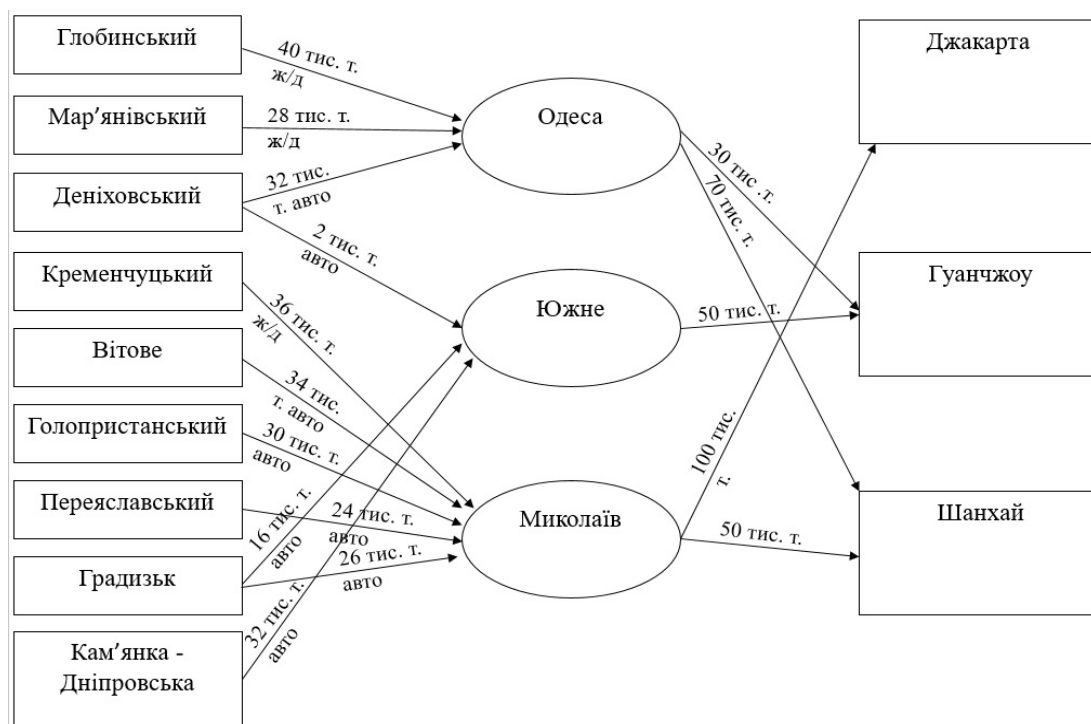 Глобинський
Мар’янівський
Деніховський
Кременчуцький
Вітове
Голопристанський
Переяславський
Градизьк
Кам’янка -
Дніпровська
40 тис. т.
ж/д
28 тис. т.
ж/д
32 тис.
т. авто
2 тис. т.
авто
36 тис. т.
ж/д
34 тис.
т. авто
30 тис. т.
авто
24 тис. т.
авто
16 тис. т.
авто
26 тис. т.
авто
32 тис. т.
авто
Одеса
Южне
Миколаїв
30 тис .т.
70 тис. т.
50 тис. т.
100 тис.
т.
50 тис. т.
Джакарта
Гуанчжоу
Шанхай